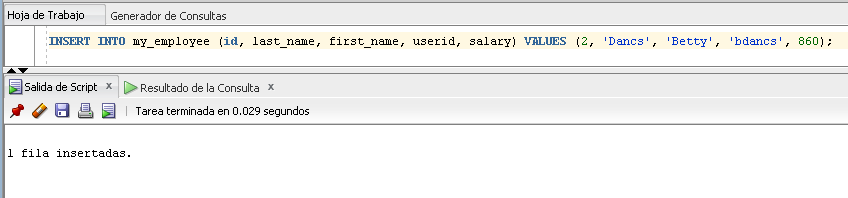 Hoja de Trabajo Generador de Consultas
INSERT INTO my_employee (id, last_name, first_name, userid, salary) VALUES (2, 'Dancs', 'Betty', 'bdancs', 860);
Salida de Script x Resultado de la Consulta x
Tarea terminada en 0.029 segundos
1 fila insertadas.